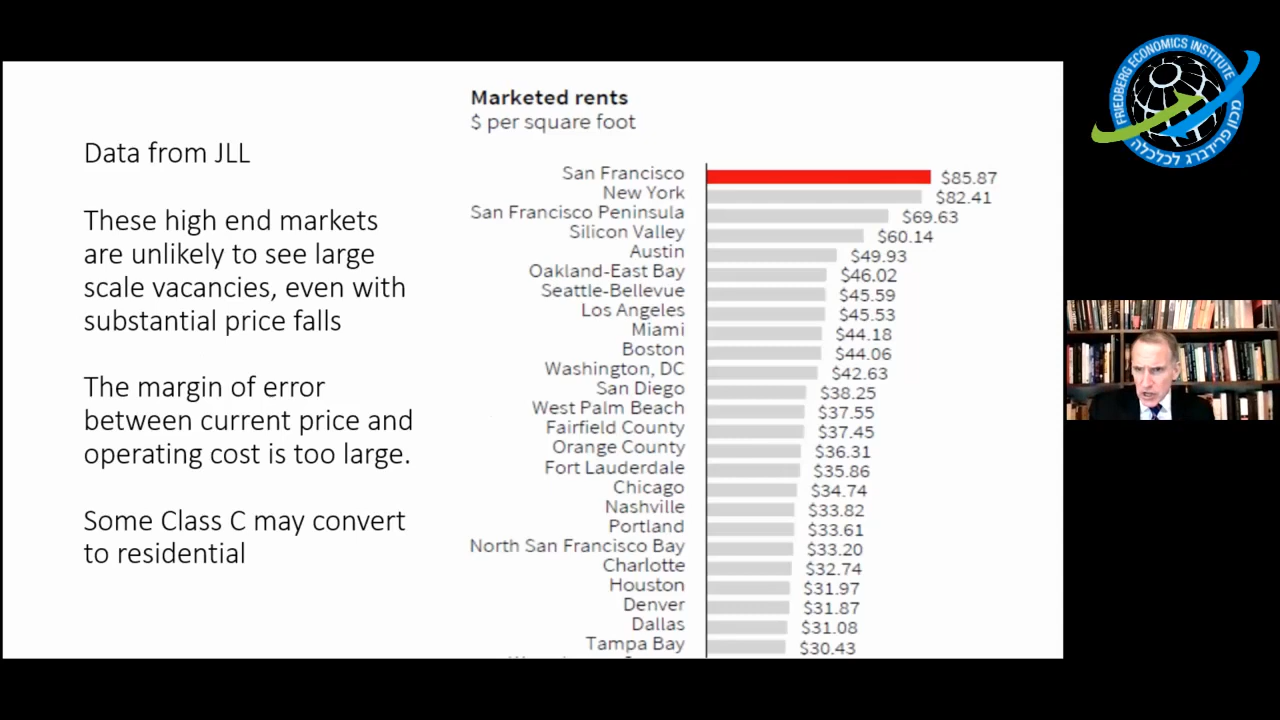 Data from JLL
These high end markets
are unlikely to see large
scale vacancies, even with
substantial price falls
The margin of error
between current price and
operating cost is too large.
Some Class C may convert
to residential
Marketed rents
$ per square foot
San Francisco $85.87
New York $82.41
San Francisco Peninsula $69.63
Silicon Valley $60.14
Austin $49.93
Oakland-East Bay $46.02
Seattle-Bellevue $45.59
Los Angeles $45.53
Miami $44.18
Boston $44.06
Washington, DC $42.63
San Diego $38.25
West Palm Beach $37.55
Fairfield County $37.45
Orange County $36.31
Fort Lauderdale $35.86
Chicago $34.74
Nashville $33.82
Portland $33.61
North San Francisco Bay $33.20
Charlotte $32.74
Houston $31.97
Denver $31.87
Dallas $31.08
Tampa Bay $30.43
FRIEDBERG ECONOMICS INSTITUTE
מכון פרידברג לכלכלה